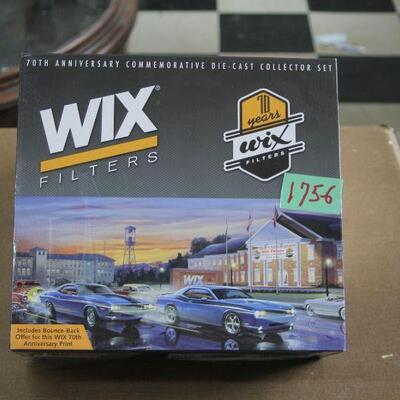 70TH ANNIVERSARY COMMEMORATIVE DIE-CAST COLLECTOR SET
WIX®
FILTERS
70
years
wix
FILTERS
1756
WIX
Includes Bounce-Back
Offer for this WIX 70th
Anniversary Print